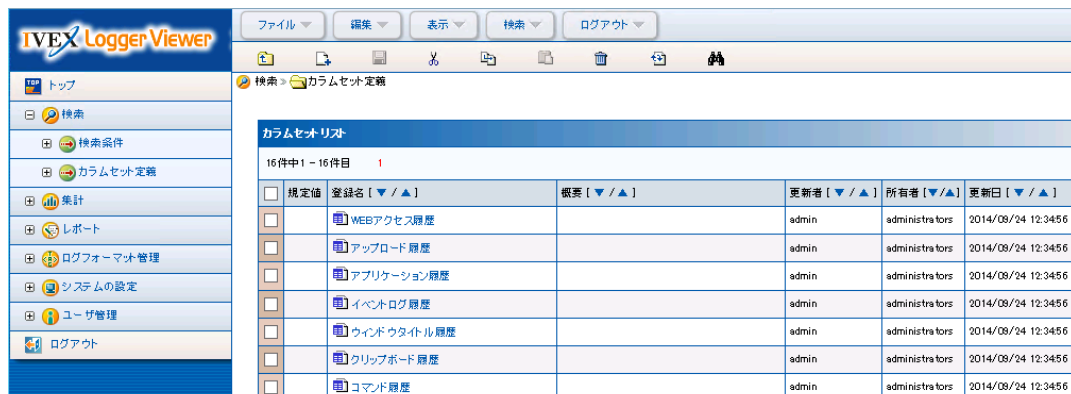 IVEX Logger Viewer
ファイル 編集 表示 検索 ログアウト
検索 » カラムセット定義
TOP トップ
検索
検索条件
カラムセット定義
集計
レポート
ログフォーマット管理
システムの設定
ユーザ管理
ログアウト
カラムセットリスト
16件中1 - 16件目 1
規定値 登録名 [ ▼ / ▲ ] 概要 [ ▼ / ▲ ] 更新者 [ ▼ / ▲ ] 所有者 [▼/▲] 更新日 [ ▼ / ▲ ]
WEBアクセス履歴 admin administrators 2014/09/24 12:34:56
アップロード履歴 admin administrators 2014/09/24 12:34:56
アプリケーション履歴 admin administrators 2014/09/24 12:34:56
イベントログ履歴 admin administrators 2014/09/24 12:34:56
ウィンドウタイトル履歴 admin administrators 2014/09/24 12:34:56
クリップボード履歴 admin administrators 2014/09/24 12:34:56
コマンド履歴 admin administrators 2014/09/24 12:34:56